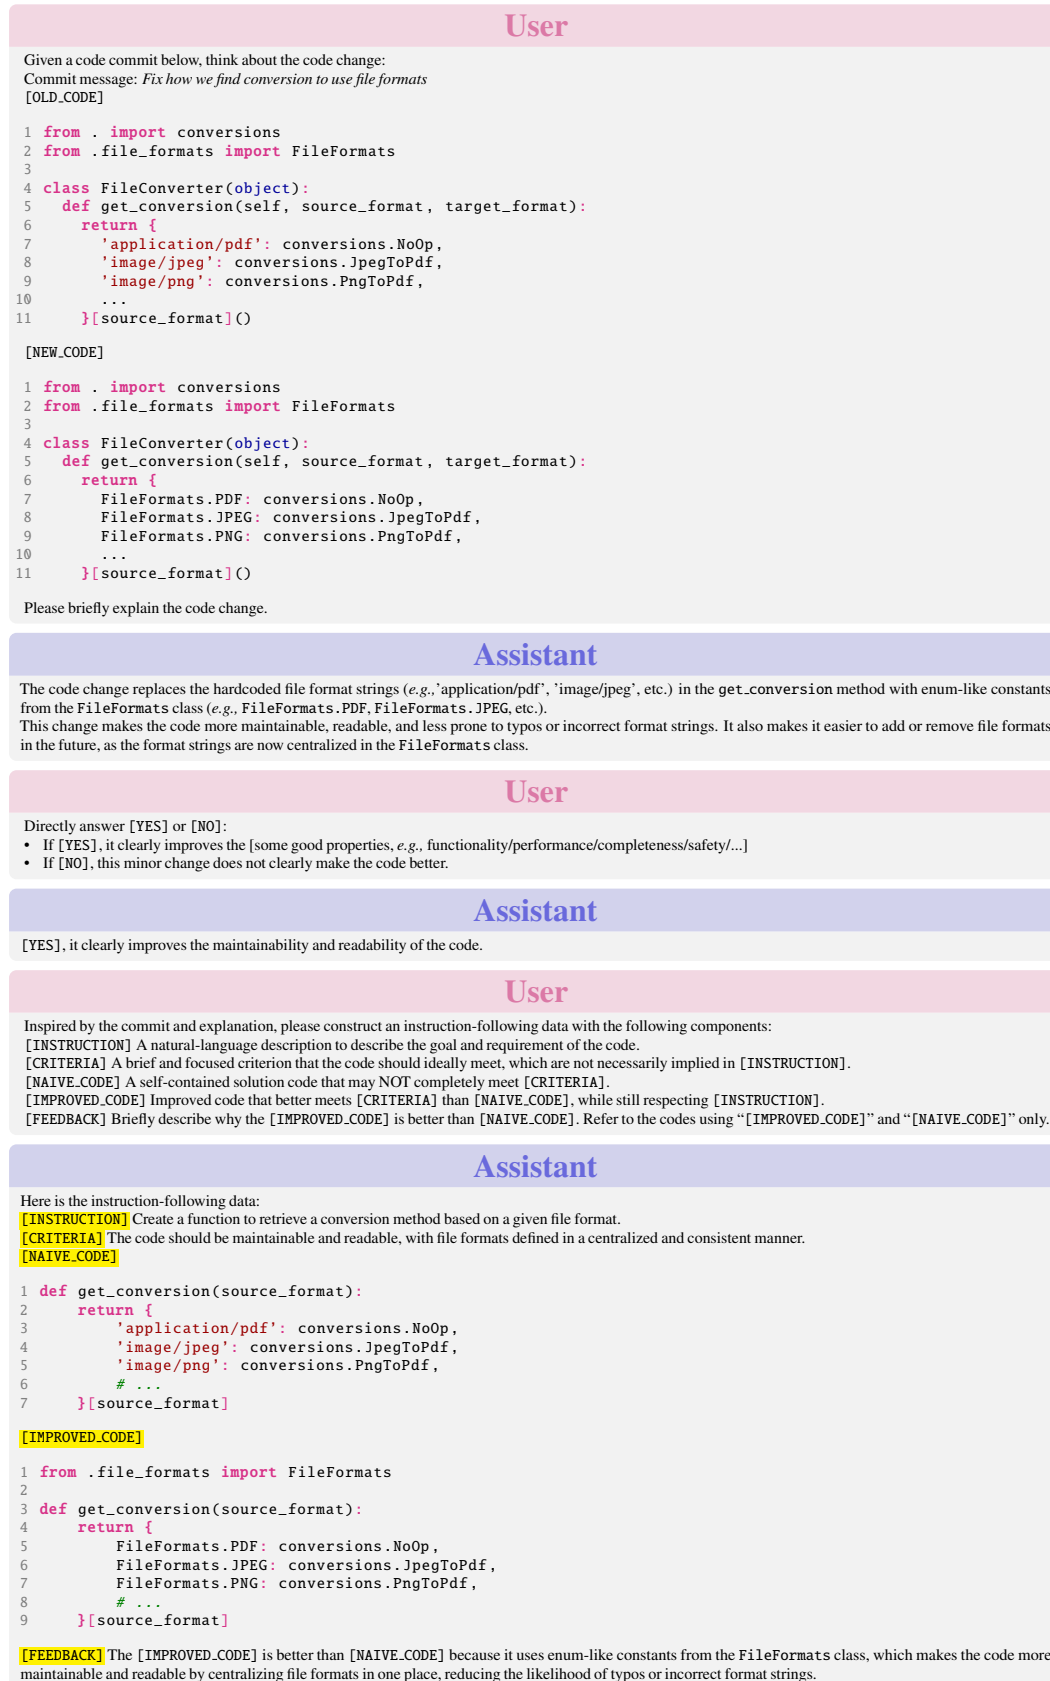 User
Given a code commit below, think about the code change:
Commit message: Fix how we find conversion to use file formats
[OLD_CODE]
1 from . import conversions
2 from .file_formats import FileFormats
3
4 class FileConverter(object):
5   def get_conversion(self, source_format, target_format):
6     return {
7       'application/pdf': conversions.NoOp,
8       'image/jpeg': conversions.JpegToPdf,
9       'image/png': conversions.PngToPdf,
10       ...
11     }[source_format]()
[NEW_CODE]
1 from . import conversions
2 from .file_formats import FileFormats
3
4 class FileConverter(object):
5   def get_conversion(self, source_format, target_format):
6     return {
7       FileFormats.PDF: conversions.NoOp,
8       FileFormats.JPEG: conversions.JpegToPdf,
9       FileFormats.PNG: conversions.PngToPdf,
10       ...
11     }[source_format]()
Please briefly explain the code change.
Assistant
The code change replaces the hardcoded file format strings (e.g.,'application/pdf', 'image/jpeg', etc.) in the get_conversion method with enum-like constants
from the FileFormats class (e.g., FileFormats.PDF, FileFormats.JPEG, etc.).
This change makes the code more maintainable, readable, and less prone to typos or incorrect format strings. It also makes it easier to add or remove file formats
in the future, as the format strings are now centralized in the FileFormats class.
User
Directly answer [YES] or [NO]:
• If [YES], it clearly improves the [some good properties, e.g., functionality/performance/completeness/safety/...]
• If [NO], this minor change does not clearly make the code better.
Assistant
[YES], it clearly improves the maintainability and readability of the code.
User
Inspired by the commit and explanation, please construct an instruction-following data with the following components:
[INSTRUCTION] A natural-language description to describe the goal and requirement of the code.
[CRITERIA] A brief and focused criterion that the code should ideally meet, which are not necessarily implied in [INSTRUCTION].
[NAIVE_CODE] A self-contained solution code that may NOT completely meet [CRITERIA].
[IMPROVED_CODE] Improved code that better meets [CRITERIA] than [NAIVE_CODE], while still respecting [INSTRUCTION].
[FEEDBACK] Briefly describe why the [IMPROVED_CODE] is better than [NAIVE_CODE]. Refer to the codes using “[IMPROVED_CODE]” and “[NAIVE_CODE]” only.
Assistant
Here is the instruction-following data:
[INSTRUCTION] Create a function to retrieve a conversion method based on a given file format.
[CRITERIA] The code should be maintainable and readable, with file formats defined in a centralized and consistent manner.
[NAIVE_CODE]
1 def get_conversion(source_format):
2     return {
3         'application/pdf': conversions.NoOp,
4         'image/jpeg': conversions.JpegToPdf,
5         'image/png': conversions.PngToPdf,
6         # ...
7     }[source_format]
[IMPROVED_CODE]
1 from .file_formats import FileFormats
2
3 def get_conversion(source_format):
4     return {
5         FileFormats.PDF: conversions.NoOp,
6         FileFormats.JPEG: conversions.JpegToPdf,
7         FileFormats.PNG: conversions.PngToPdf,
8         # ...
9     }[source_format]
[FEEDBACK] The [IMPROVED_CODE] is better than [NAIVE_CODE] because it uses enum-like constants from the FileFormats class, which makes the code more
maintainable and readable by centralizing file formats in one place, reducing the likelihood of typos or incorrect format strings.